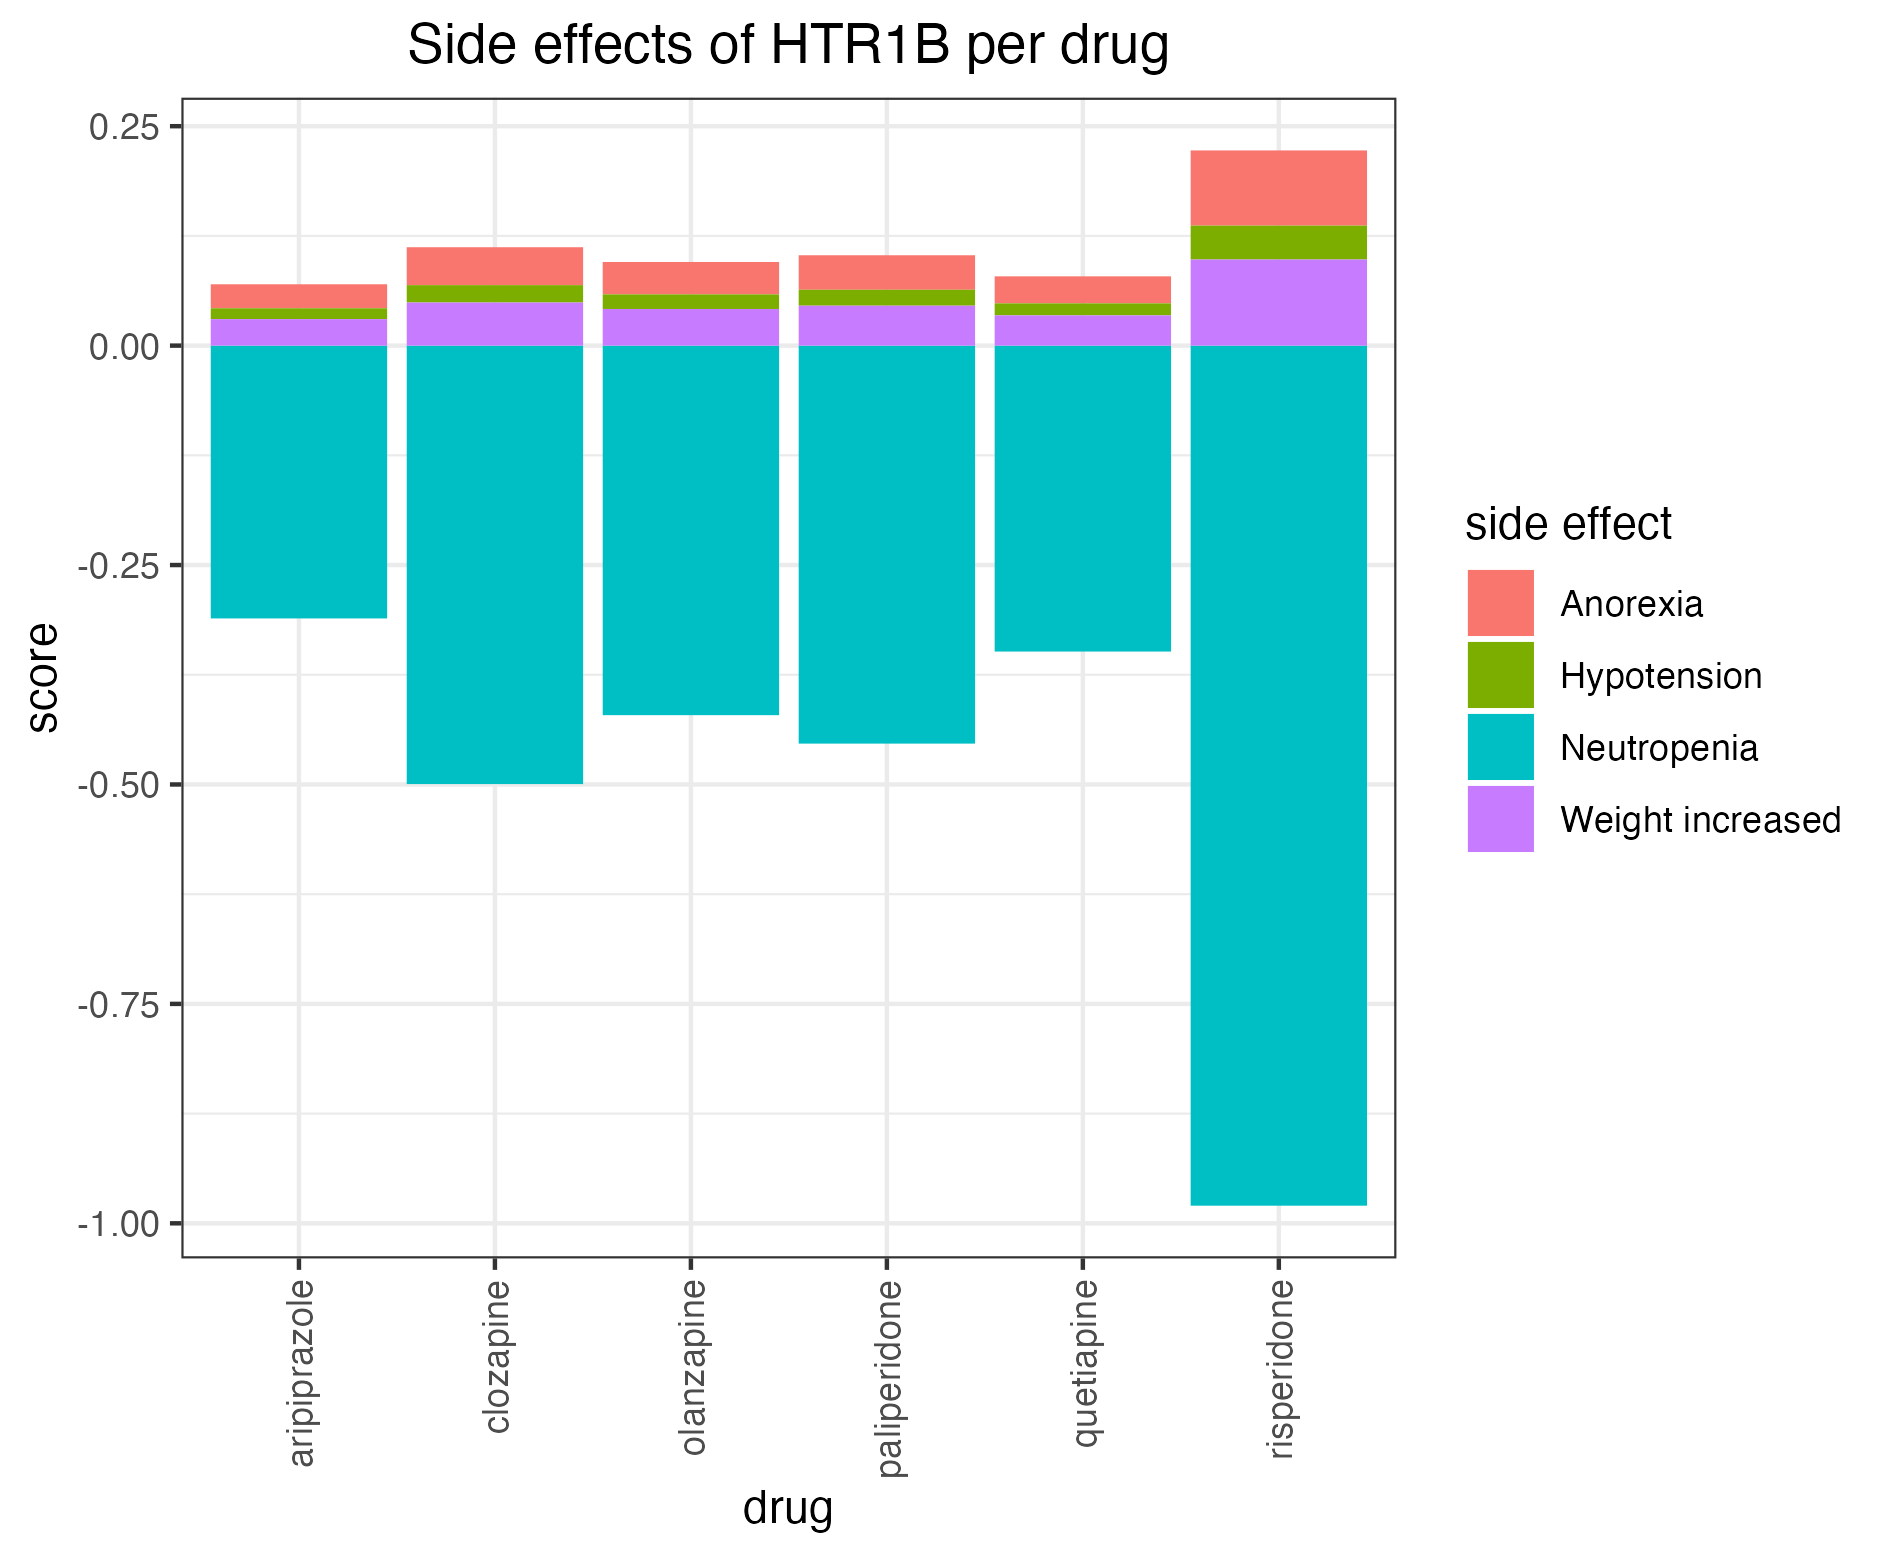 Side effects of HTR1B per drug
0.25
0.00
-0.25
-0.50
-0.75
-1.00
score
aripiprazole
clozapine
olanzapine
paliperidone
quetiapine
risperidone
drug
side effect
Anorexia
Hypotension
Neutropenia
Weight increased